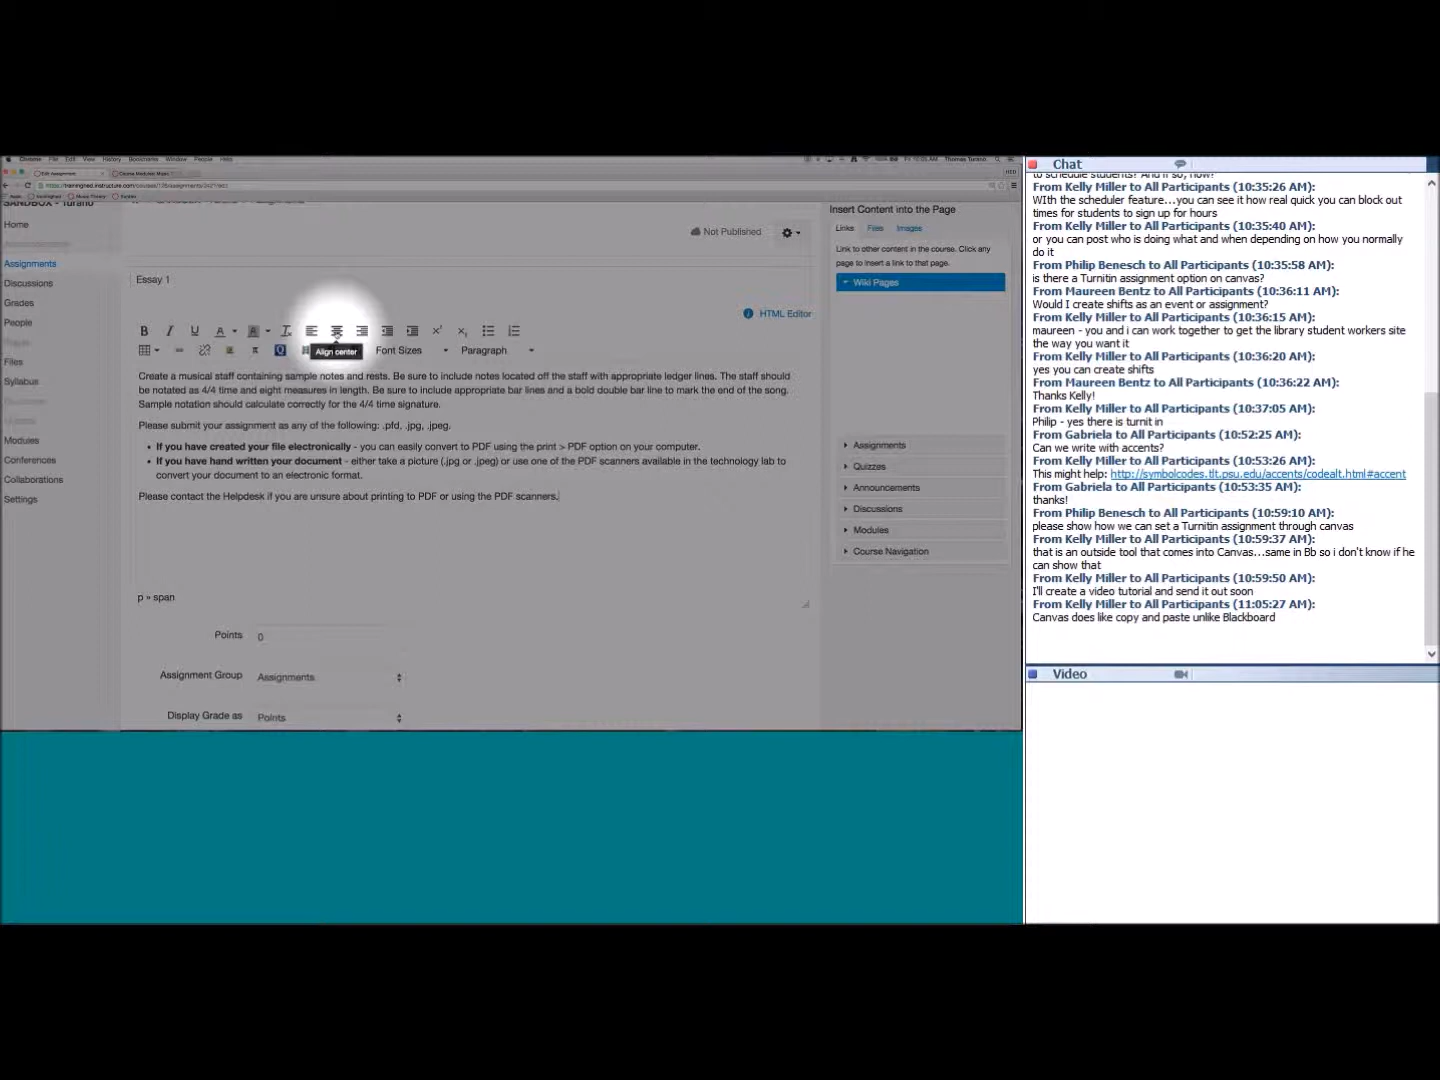 Chrome File Edit View History Bookmarks Window People Help
Thomas Turano
Edit Assignment
SANDBOX - Turano
Home
Assignments
Discussions
Grades
People
Files
Syllabus
Modules
Conferences
Collaborations
Settings
Not Published
Essay 1
HTML Editor
B I U A A
Align center
Font Sizes Paragraph
Create a musical staff containing sample notes and rests. Be sure to include notes located off the staff with appropriate ledger lines. The staff should
be notated as 4/4 time and eight measures in length. Be sure to include appropriate bar lines and a bold double bar line to mark the end of the song.
Sample notation should calculate correctly for the 4/4 time signature.
Please submit your assignment as any of the following: .pfd, .jpg, .jpeg.
• If you have created your file electronically - you can easily convert to PDF using the print > PDF option on your computer.
• If you have hand written your document - either take a picture (.jpg or .jpeg) or use one of the PDF scanners available in the technology lab to
convert your document to an electronic format.
Please contact the Helpdesk if you are unsure about printing to PDF or using the PDF scanners.
p » span
Points 0
Assignment Group Assignments
Display Grade as Points
Insert Content into the Page
Links Files Images
Link to other content in the course. Click any
page to insert a link to that page.
Wiki Pages
Assignments
Quizzes
Announcements
Discussions
Modules
Course Navigation
Chat
to schedule students? And if so, how?
From Kelly Miller to All Participants (10:35:26 AM):
WIth the scheduler feature...you can see it how real quick you can block out
times for students to sign up for hours
From Kelly Miller to All Participants (10:35:40 AM):
or you can post who is doing what and when depending on how you normally
do it
From Philip Benesch to All Participants (10:35:58 AM):
is there a Turnitin assignment option on canvas?
From Maureen Bentz to All Participants (10:36:11 AM):
Would I create shifts as an event or assignment?
From Kelly Miller to All Participants (10:36:15 AM):
maureen - you and i can work together to get the library student workers site
the way you want it
From Kelly Miller to All Participants (10:36:20 AM):
yes you can create shifts
From Maureen Bentz to All Participants (10:36:22 AM):
Thanks Kelly!
From Kelly Miller to All Participants (10:37:05 AM):
Philip - yes there is turnit in
From Gabriela to All Participants (10:52:25 AM):
Can we write with accents?
From Kelly Miller to All Participants (10:53:26 AM):
This might help: http://symbolcodes.tlt.psu.edu/accents/codealt.html#accent
From Gabriela to All Participants (10:53:35 AM):
thanks!
From Philip Benesch to All Participants (10:59:10 AM):
please show how we can set a Turnitin assignment through canvas
From Kelly Miller to All Participants (10:59:37 AM):
that is an outside tool that comes into Canvas...same in Bb so i don't know if he
can show that
From Kelly Miller to All Participants (10:59:50 AM):
I'll create a video tutorial and send it out soon
From Kelly Miller to All Participants (11:05:27 AM):
Canvas does like copy and paste unlike Blackboard
Video